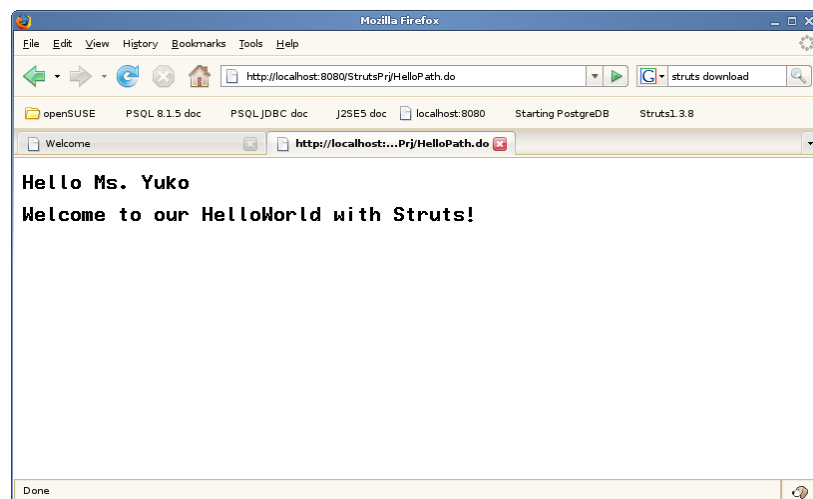 Mozilla Firefox
File Edit View History Bookmarks Tools Help
http://localhost:8080/StrutsPrj/HelloPath.do G struts download
openSUSE PSQL 8.1.5 doc PSQL JDBC doc J2SE5 doc localhost:8080 Starting PostgreDB Struts1.3.8
Welcome http://localhost:...Prj/HelloPath.do
Hello Ms. Yuko
Welcome to our HelloWorld with Struts!
Done